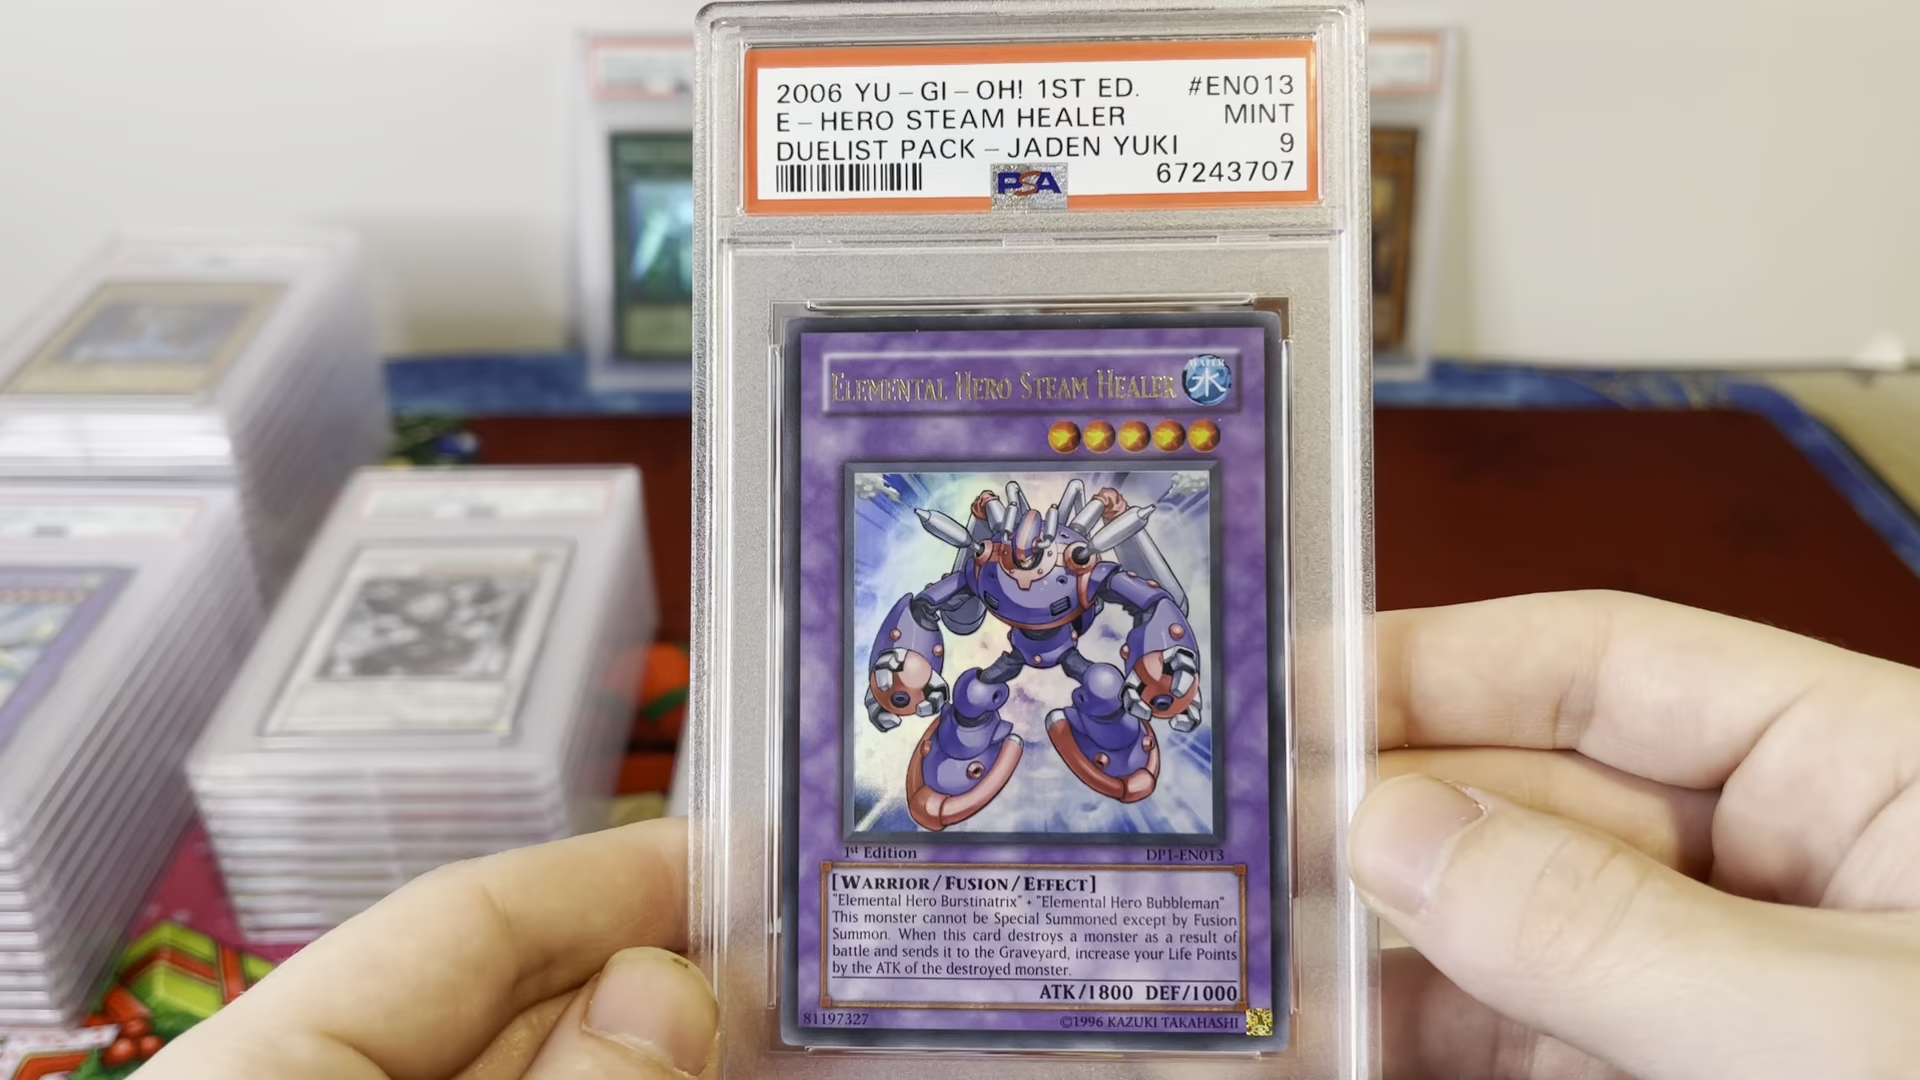 2006 YU-GI-OH! 1ST ED. #EN013
E-HERO STEAM HEALER MINT
DUELIST PACK-JADEN YUKI 9
PSA 67243707
ELEMENTAL HERO STEAM HEALER
WATER
水
1st Edition DP1-EN013
[WARRIOR/FUSION/EFFECT]
"Elemental Hero Burstinatrix" + "Elemental Hero Bubbleman"
This monster cannot be Special Summoned except by Fusion
Summon. When this card destroys a monster as a result of
battle and sends it to the Graveyard, increase your Life Points
by the ATK of the destroyed monster.
ATK/1800 DEF/1000
81197327 ©1996 KAZUKI TAKAHASHI